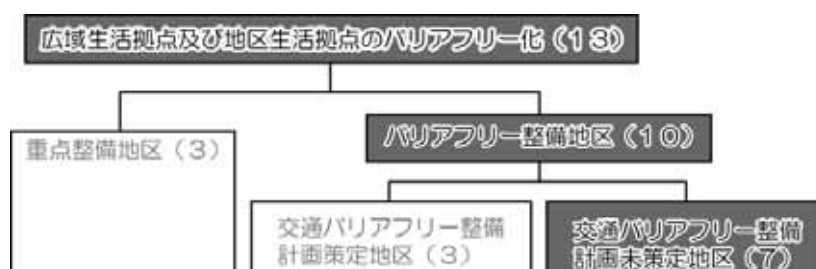 広域生活拠点及び地区生活拠点のバリアフリー化（１３）
バリアフリー整備地区（１０）
重点整備地区（３）
交通バリアフリー整備
計画策定地区（３）
交通バリアフリー整備
計画未策定地区（７）